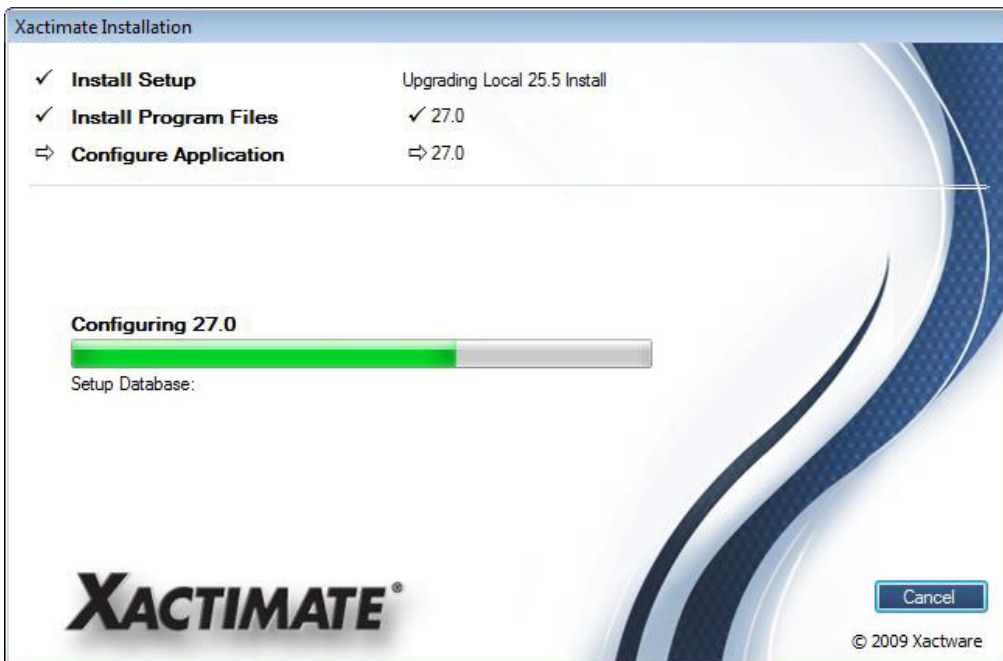 Xactimate Installation
✓ Install Setup Upgrading Local 25.5 Install
✓ Install Program Files ✓ 27.0
⇨ Configure Application ⇨ 27.0
Configuring 27.0
Setup Database:
XACTIMATE®
Cancel
© 2009 Xactware